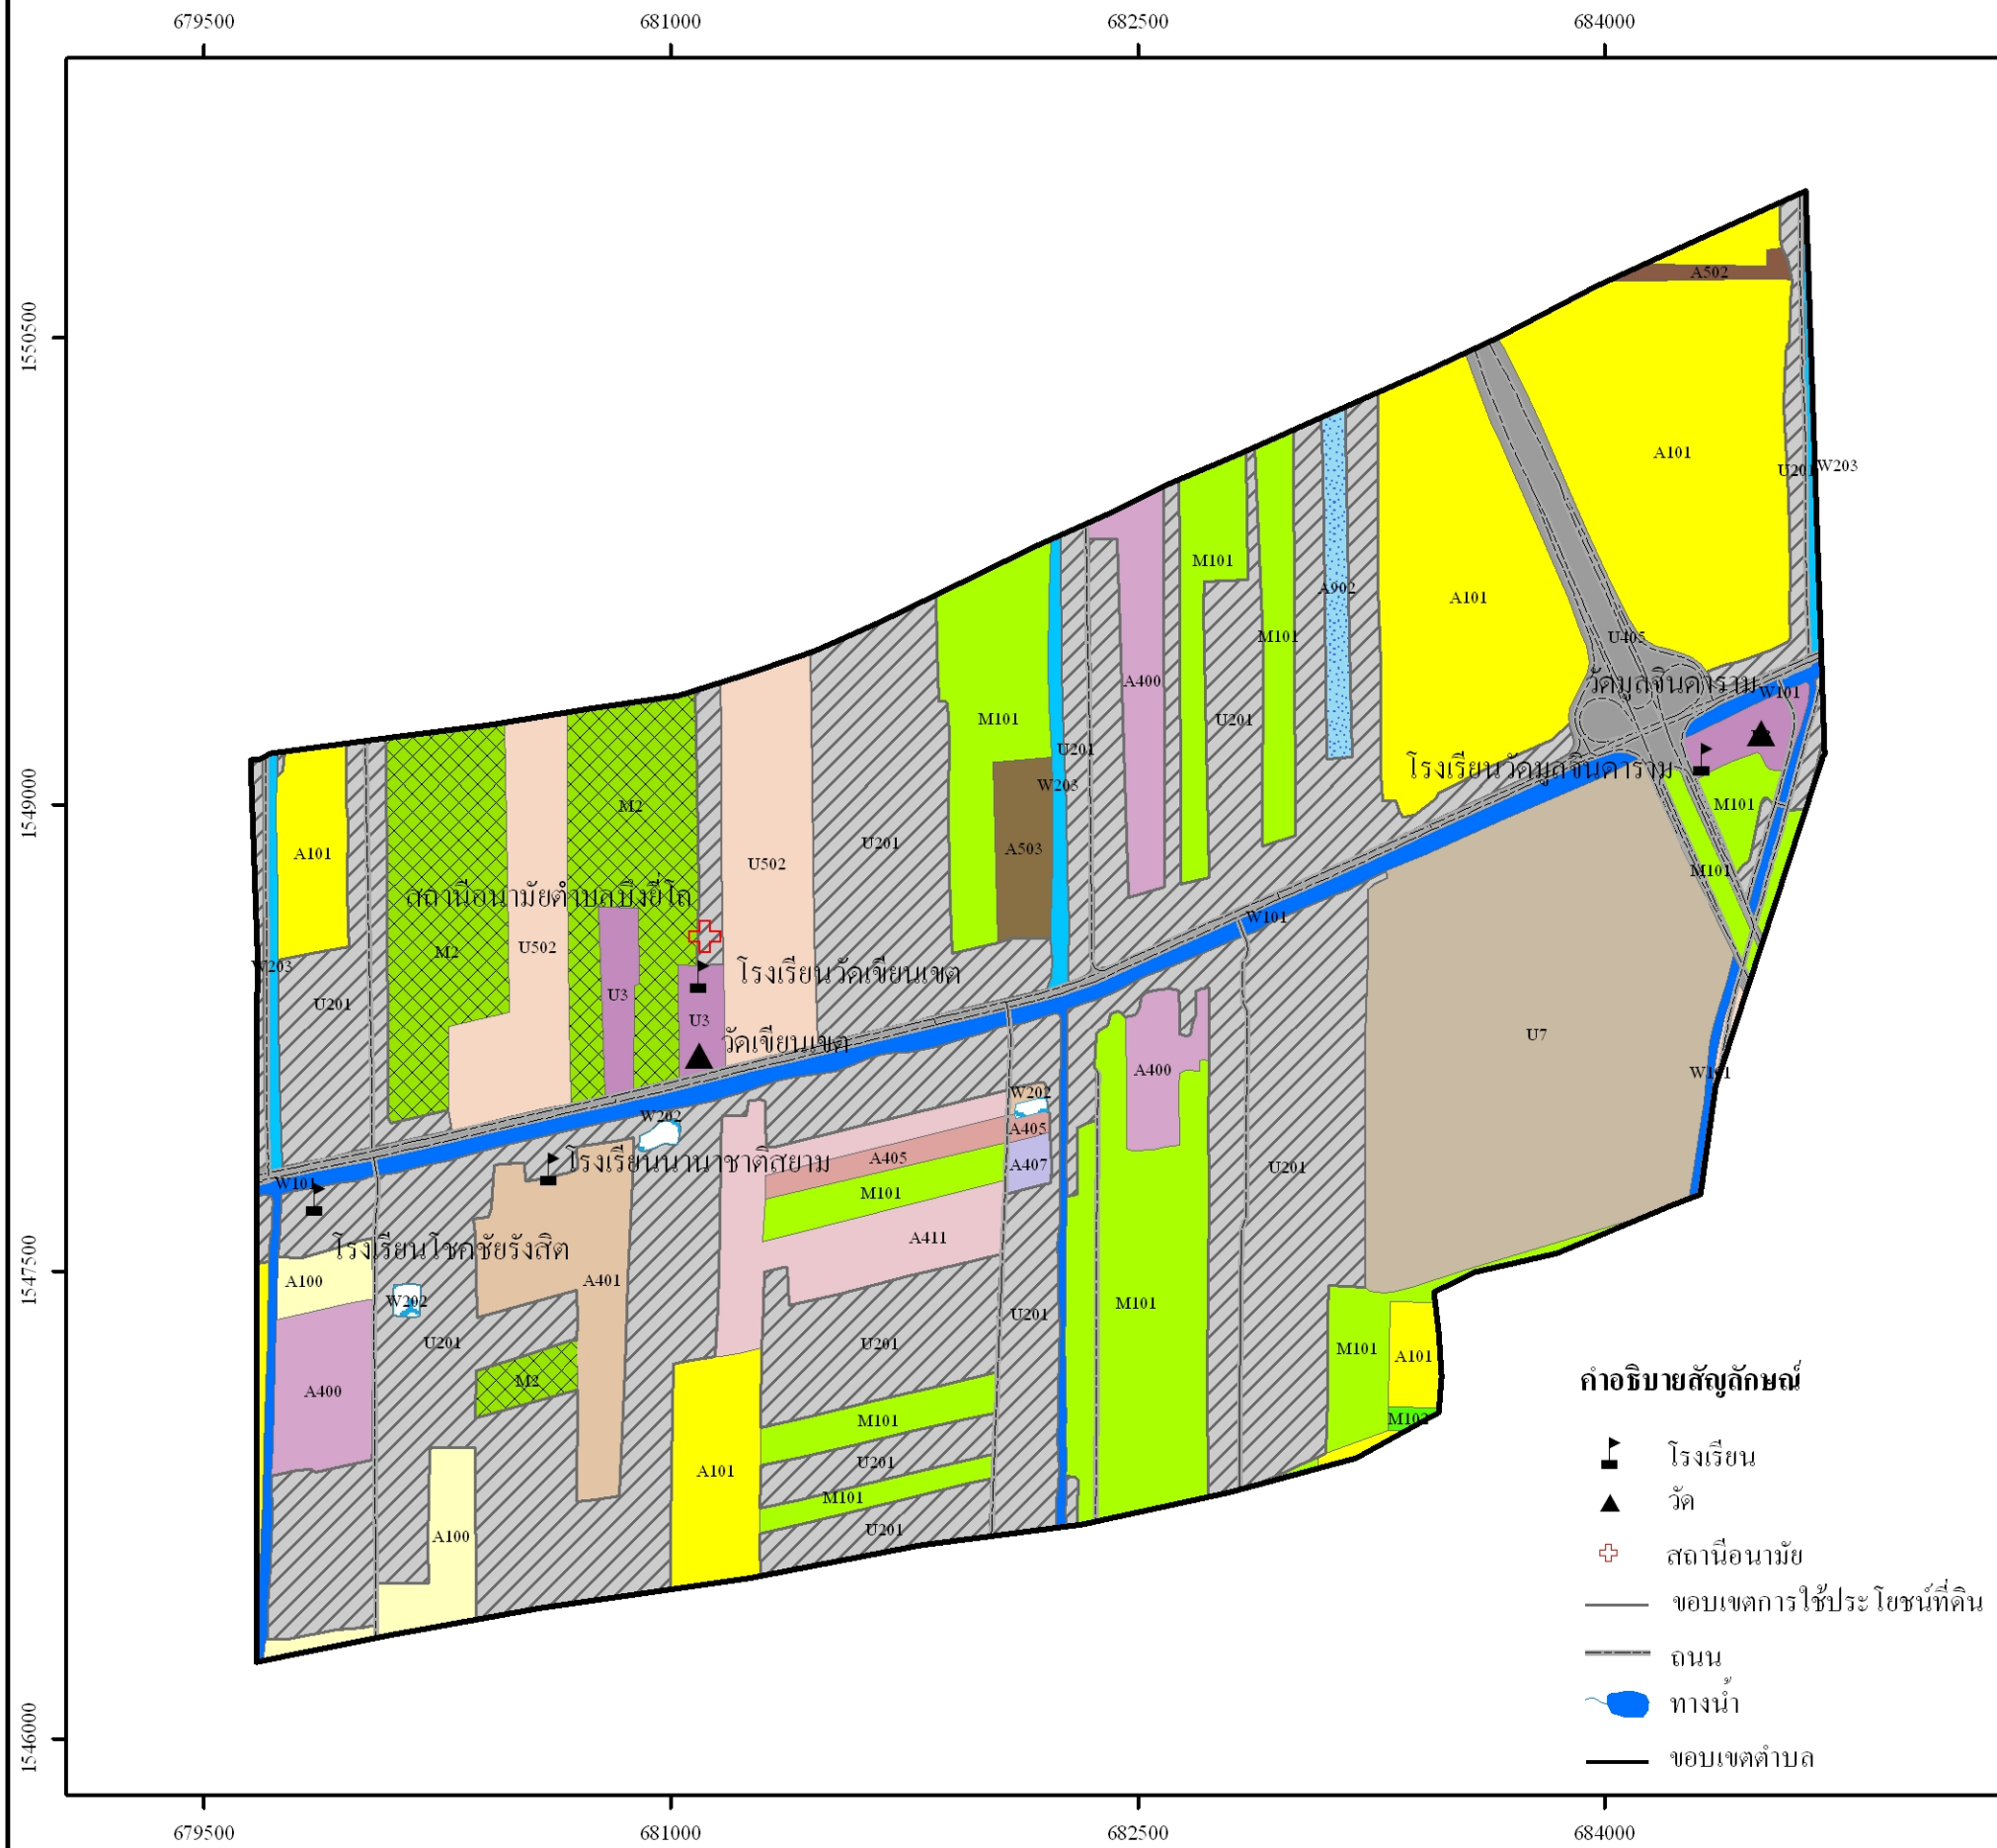 679500 681000 682500 684000
1550500
1549000
1547500
1546000
A502
A101
U201
W203
A902
M101
A101
M101
U405
M101
A400
วัดมูลจินดาราม
W101
M101
U201
U201
โรงเรียนวัดมูลจินดาราม
W203
M2
M101
U201
A503
A101
U502
M101
สถานีอนามัยตำบลบึงยี่โถ
W101
M2
U502
W203
โรงเรียนวัดเขียนเขต
U3
U201
U3
U7
วัดเขียนเขต
A400
W101
W202
W202
A405
A405
โรงเรียนนานาชาติสยาม
A407
U201
W101
M101
A411
โรงเรียนโชคชัยรังสิต
A100
A401
W202
M101
U201
U201
U201
M101
A101
M2
A400
M102
M101
U201
A101
M101
U201
A100
คำอธิบายสัญลักษณ์
โรงเรียน
วัด
สถานีอนามัย
ขอบเขตการใช้ประโยชน์ที่ดิน
ถนน
ทางน้ำ
ขอบเขตตำบล
679500 681000 682500 684000